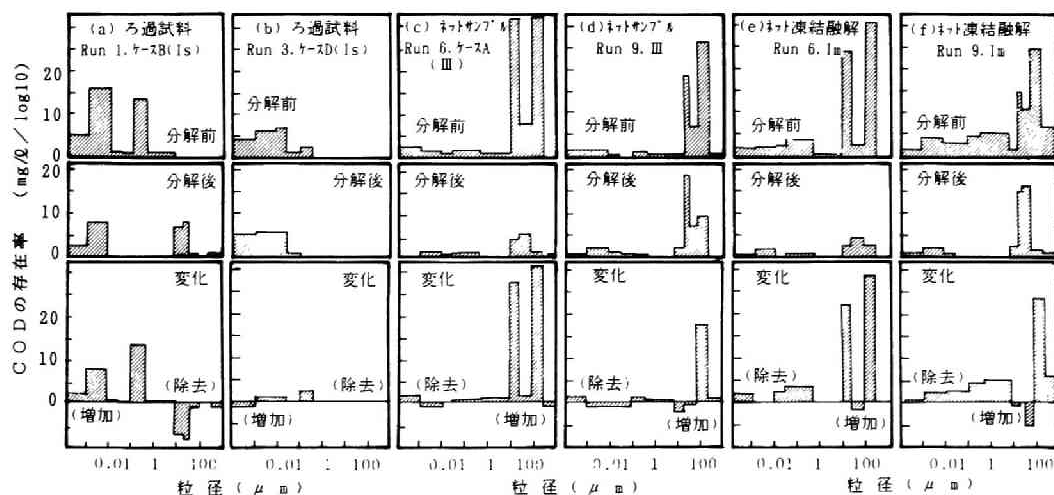 (a) ろ過試料
Run 1.ケースB(Is)
(b) ろ過試料
Run 3.ケースD(Is)
(c) ネットサンプル
Run 6.ケースA
(Ⅲ)
(d) ネットサンプル
Run 9.Ⅲ
(e)ネット凍結融解
Run 6.Im
(f)ネット凍結融解
Run 9.Im
20
10
0
分解前
分解前
分解前
分解前
分解前
分解前
20
10
0
分解後
分解後
分解後
分解後
分解後
分解後
20
10
0
変化
変化
変化
変化
変化
変化
(除去)
(除去)
(除去)
(除去)
(除去)
(除去)
(増加)
(増加)
(増加)
(増加)
(増加)
(増加)
CODの存在率 (mg/ℓ/log10)
0.01 1 100
0.01 1 100
0.01 1 100
0.01 1 100
0.01 1 100
0.01 1 100
粒径(μm)
粒径(μm)
粒径(μm)